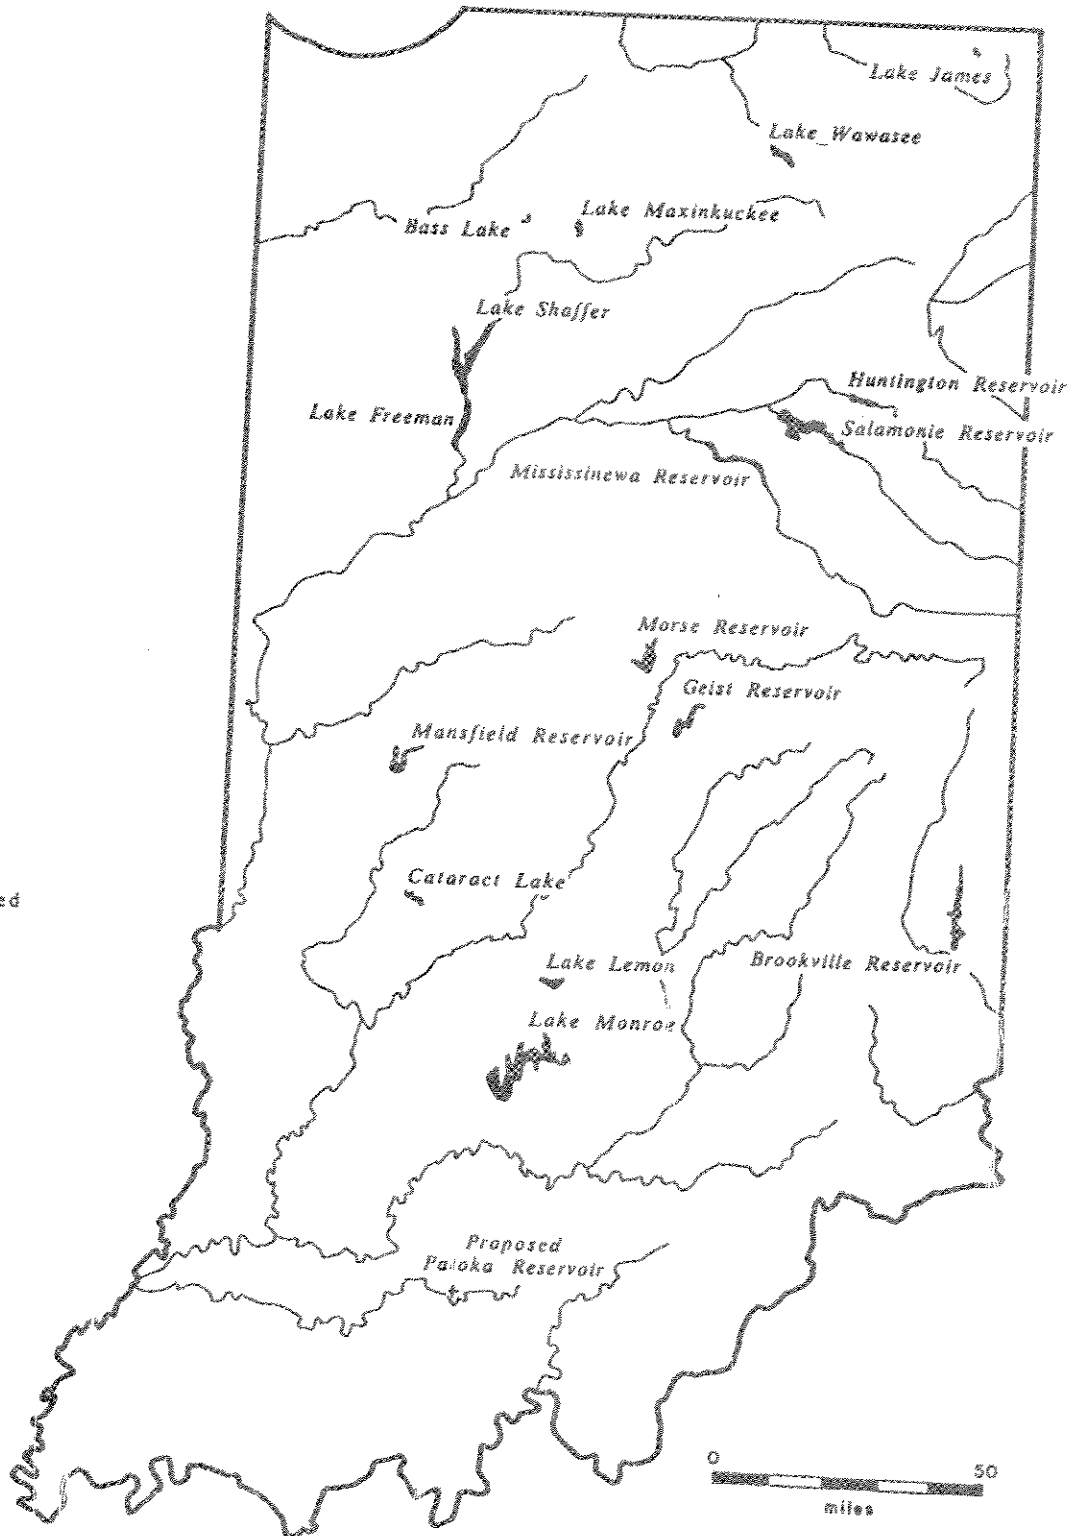 Lake James
Lake Wawasee
Lake Maxinkuckee
Bass Lake
Lake Shaffer
Huntington Reservoir
Lake Freeman
Salamonie Reservoir
Mississinewa Reservoir
Morse Reservoir
Geist Reservoir
Mansfield Reservoir
Cataract Lake
ed
Lake Lemon
Brookville Reservoir
Lake Monroe
Proposed
Patoka Reservoir
0
50
miles